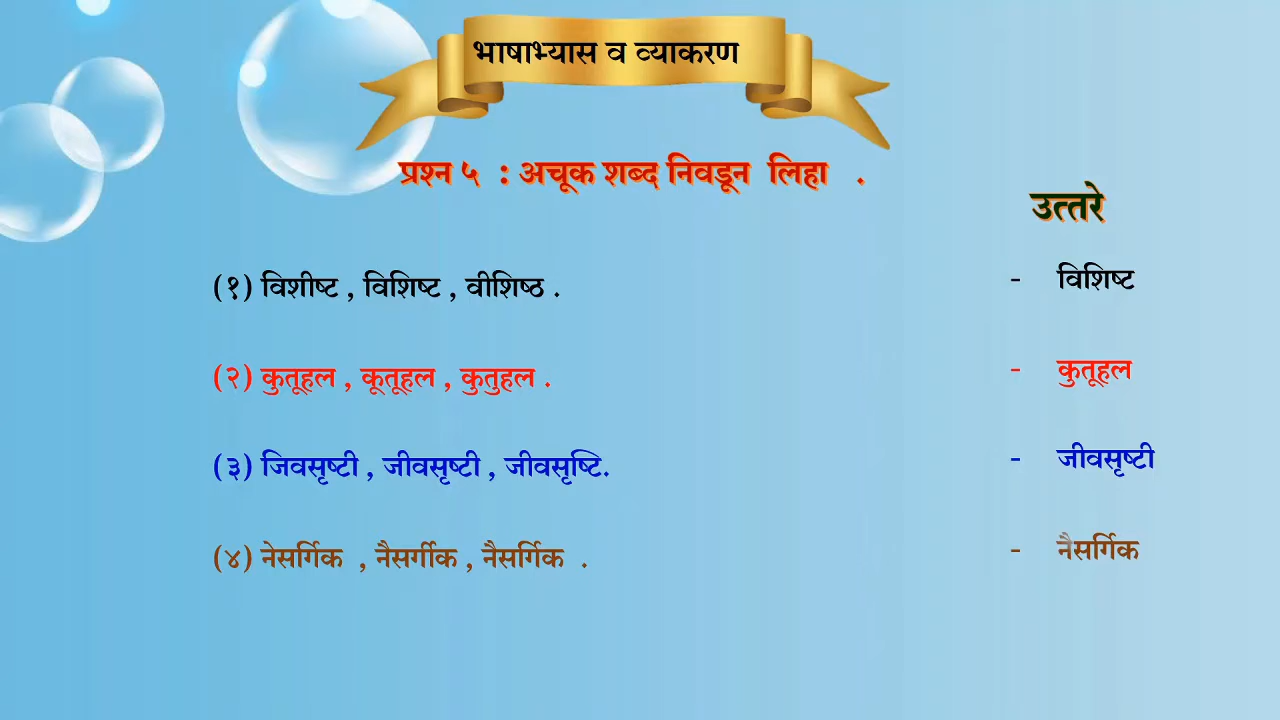 भाषाभ्यास व व्याकरण
प्रश्न ५ : अचूक शब्द निवडून लिहा .
उत्तरे
(१) विशीष्ट , विशिष्ट , वीशिष्ठ . - विशिष्ट
(२) कुतूहल , कूतूहल , कुतुहल . - कुतूहल
(३) जिवसृष्टी , जीवसृष्टी , जीवसृष्टि. - जीवसृष्टी
(४) नेसर्गिक , नैसर्गीक , नैसर्गिक . - नैसर्गिक